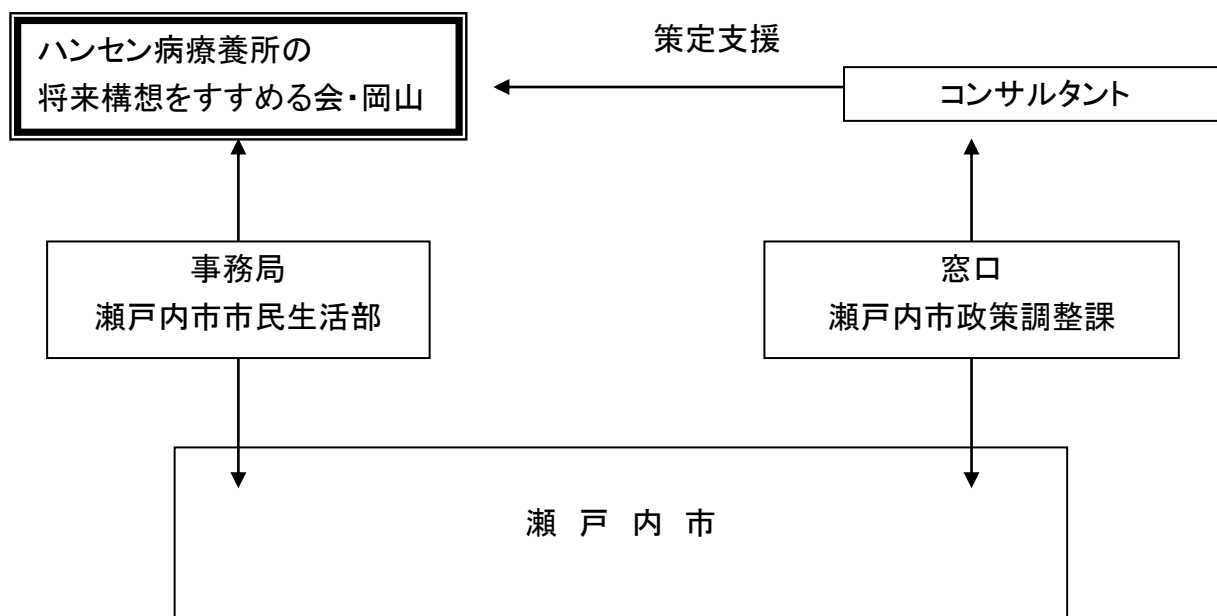 ハンセン病療養所の
将来構想をすすめる会・岡山
策定支援
コンサルタント
事務局
瀬戸内市市民生活部
窓口
瀬戸内市政策調整課
瀬 戸 内 市